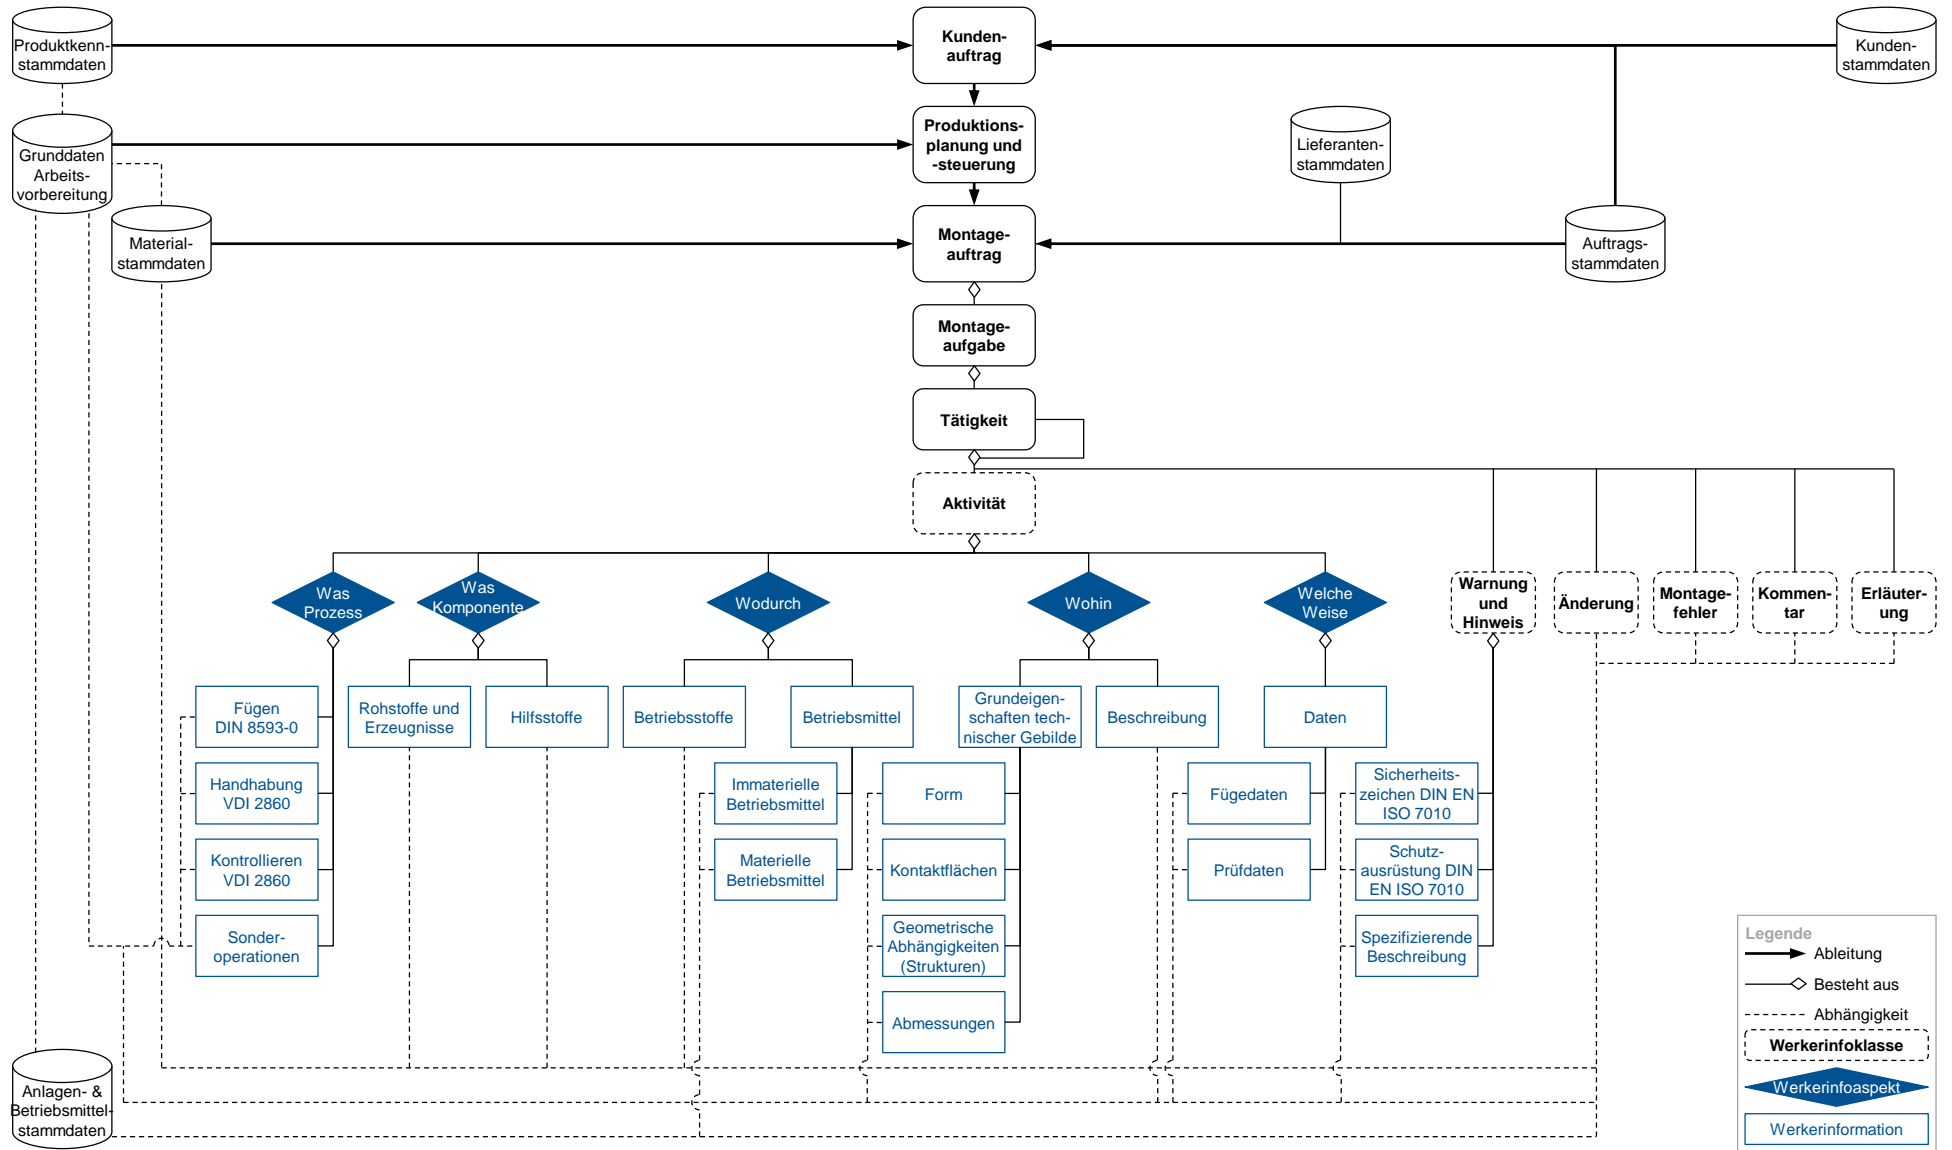 Produktkenn-
stammdaten
Kunden-
auftrag
Kunden-
stammdaten
Grunddaten
Arbeits-
vorbereitung
Produktions-
planung und
-steuerung
Lieferanten-
stammdaten
Material-
stammdaten
Montage-
auftrag
Auftrags-
stammdaten
Montage-
aufgabe
Tätigkeit
Aktivität
Was
Prozess
Was
Komponente
Wodurch
Wohin
Welche
Weise
Warnung
und
Hinweis
Änderung
Montage-
fehler
Kommen-
tar
Erläuter-
ung
Fügen
DIN 8593-0
Rohstoffe und
Erzeugnisse
Hilfsstoffe
Betriebsstoffe
Betriebsmittel
Grundeigen-
schaften tech-
nischer Gebilde
Beschreibung
Daten
Handhabung
VDI 2860
Immaterielle
Betriebsmittel
Form
Fügedaten
Sicherheits-
zeichen DIN EN
ISO 7010
Kontrollieren
VDI 2860
Materielle
Betriebsmittel
Kontaktflächen
Prüfdaten
Schutz-
ausrüstung DIN
EN ISO 7010
Sonder-
operationen
Geometrische
Abhängigkeiten
(Strukturen)
Spezifizierende
Beschreibung
Abmessungen
Anlagen- &
Betriebsmittel-
stammdaten
Legende
Ableitung
Besteht aus
Abhängigkeit
Werkerinfoklasse
Werkerinfoaspekt
Werkerinformation